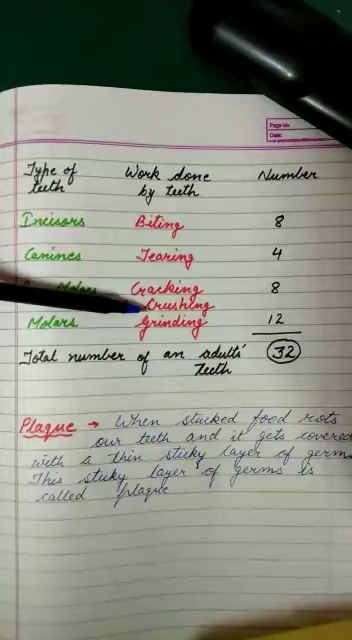 Page No.
Date:
Type of teeth Work done by teeth Number
Incisors Biting 8
Canines Tearing 4
Molars Cracking 8
Crushing
Molars Grinding 12
Total number of an adults' 32
teeth
Plaque → When stucked food rots
our teeth and it gets covered
with a thin sticky layer of germs
This sticky layer of germs is
called plaque